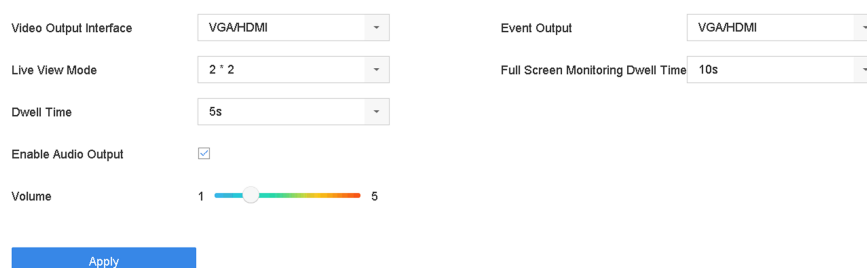 Video Output Interface VGA/HDMI Event Output VGA/HDMI
Live View Mode 2 * 2 Full Screen Monitoring Dwell Time 10s
Dwell Time 5s
Enable Audio Output
Volume 1 5
Apply